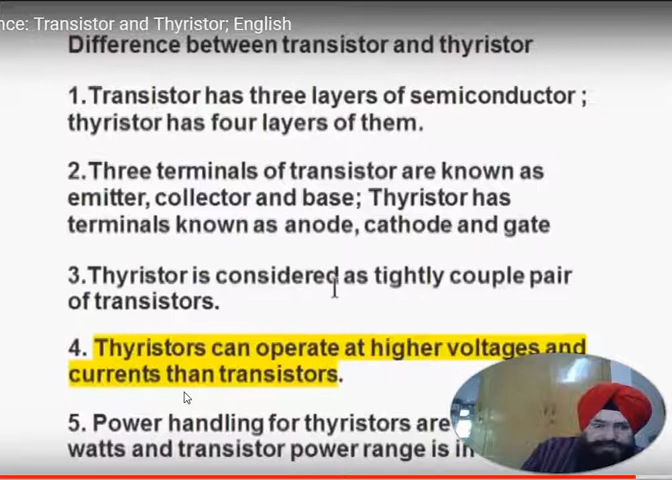 nce: Transistor and Thyristor; English
Difference between transistor and thyristor
1.Transistor has three layers of semiconductor ;
thyristor has four layers of them.
2.Three terminals of transistor are known as
emitter, collector and base; Thyristor has
terminals known as anode, cathode and gate
3.Thyristor is considered as tightly couple pair
of transistors.
4. Thyristors can operate at higher voltages and
currents than transistors.
5. Power handling for thyristors are
watts and transistor power range is in